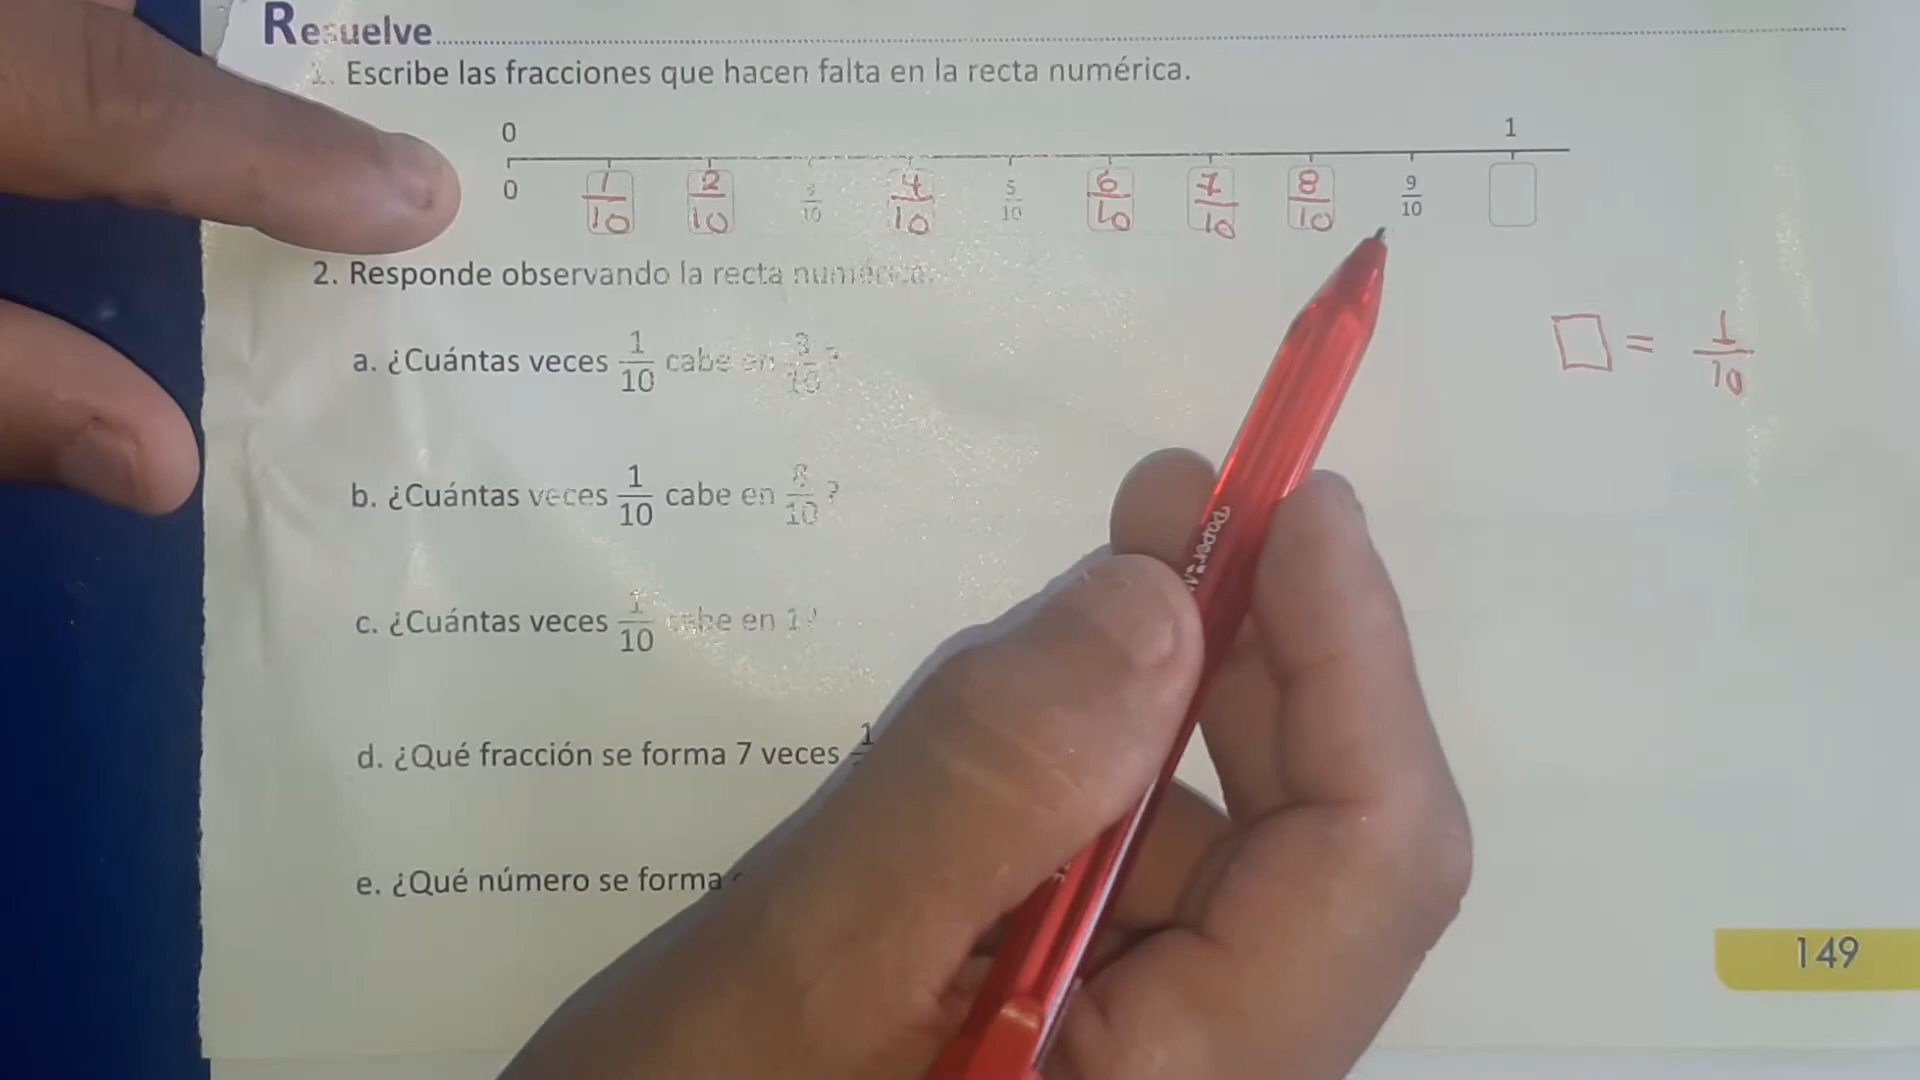 Resuelve
1. Escribe las fracciones que hacen falta en la recta numérica.
0 1
0 1/10 2/10 3/10 4/10 5/10 6/10 7/10 8/10 9/10
2. Responde observando la recta numérica.
□ = 1/10
a. ¿Cuántas veces 1/10 cabe en 3/10?
b. ¿Cuántas veces 1/10 cabe en 8/10?
c. ¿Cuántas veces 1/10 cabe en 1?
d. ¿Qué fracción se forma 7 veces 1
e. ¿Qué número se forma
149